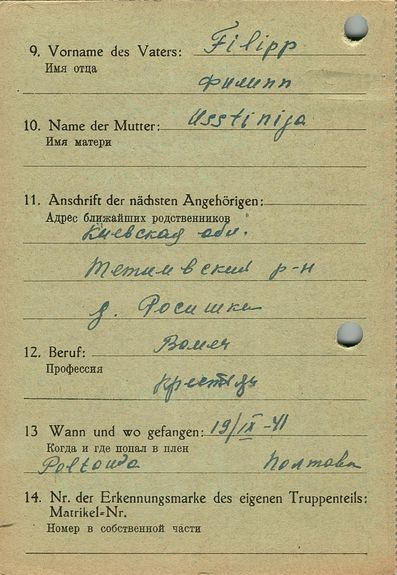 9. Vorname des Vaters: Filipp
Имя отца
Филипп
10. Name der Mutter: Usstinija
Имя матери
11. Anschrift der nächsten Angehörigen:
Адрес ближайших родственников
Киевская обл.
Тетиевский р-н
д. Росишки
12. Beruf:
Профессия
13 Wann und wo gefangen: 19/IX-41
Когда и где попал в плен
Poltawa Полтава
14. Nr. der Erkennungsmarke des eigenen Truppenteils:
Matrikel-Nr.
Номер в собственной части